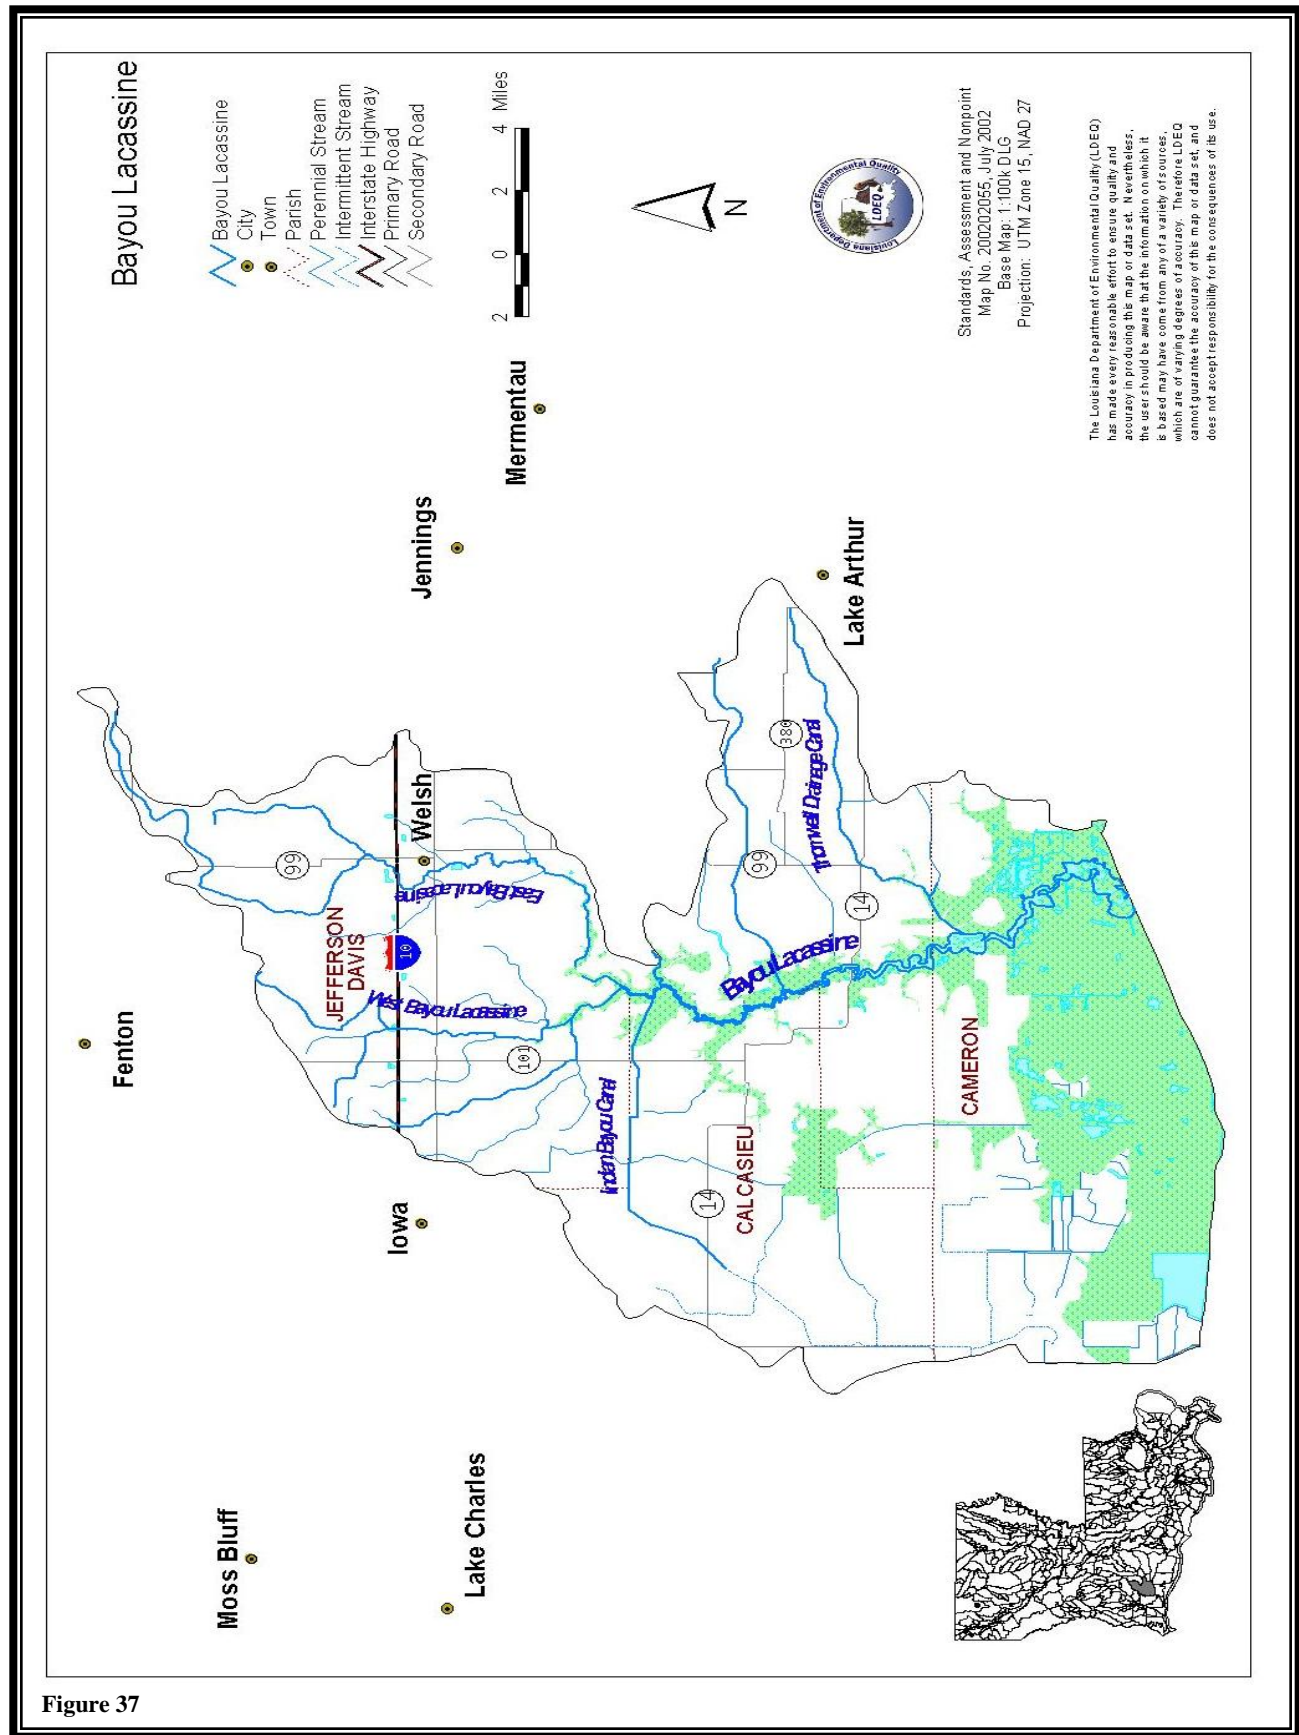 Bayou Lacassine
Bayou Lacassine
City
Town
Parish
Perennial Stream
Intermittent Stream
Interstate Highway
Primary Road
Secondary Road
2 0 2 4 Miles
N
Louisiana Department of Environmental Quality
LDEQ
Standards, Assessment and Nonpoint
Map No. 200202055, July 2002
Base Map: 1:100k DLG
Projection: UTM Zone 15, NAD 27
The Louisiana Department of Environmental Quality (LDEQ)
has made every reasonable effort to ensure quality and
accuracy in producing this map or data set. Nevertheless,
the user should be aware that the information on which it
is based may have come from any of a variety of sources,
which are of varying degrees of accuracy. Therefore LDEQ
cannot guarantee the accuracy of this map or data set, and
does not accept responsibility for the consequences of its use.
Fenton
Moss Bluff
Lake Charles
Iowa
Welsh
Jennings
Mermentau
Lake Arthur
JEFFERSON
DAVIS
CALCASIEU
CAMERON
99
10
101
14
99
380
14
West Bayou Lacassine
East Bayou Lacassine
Indian Bayou Canal
Bayou Lacassine
Thornwell Drainage Canal
Figure 37